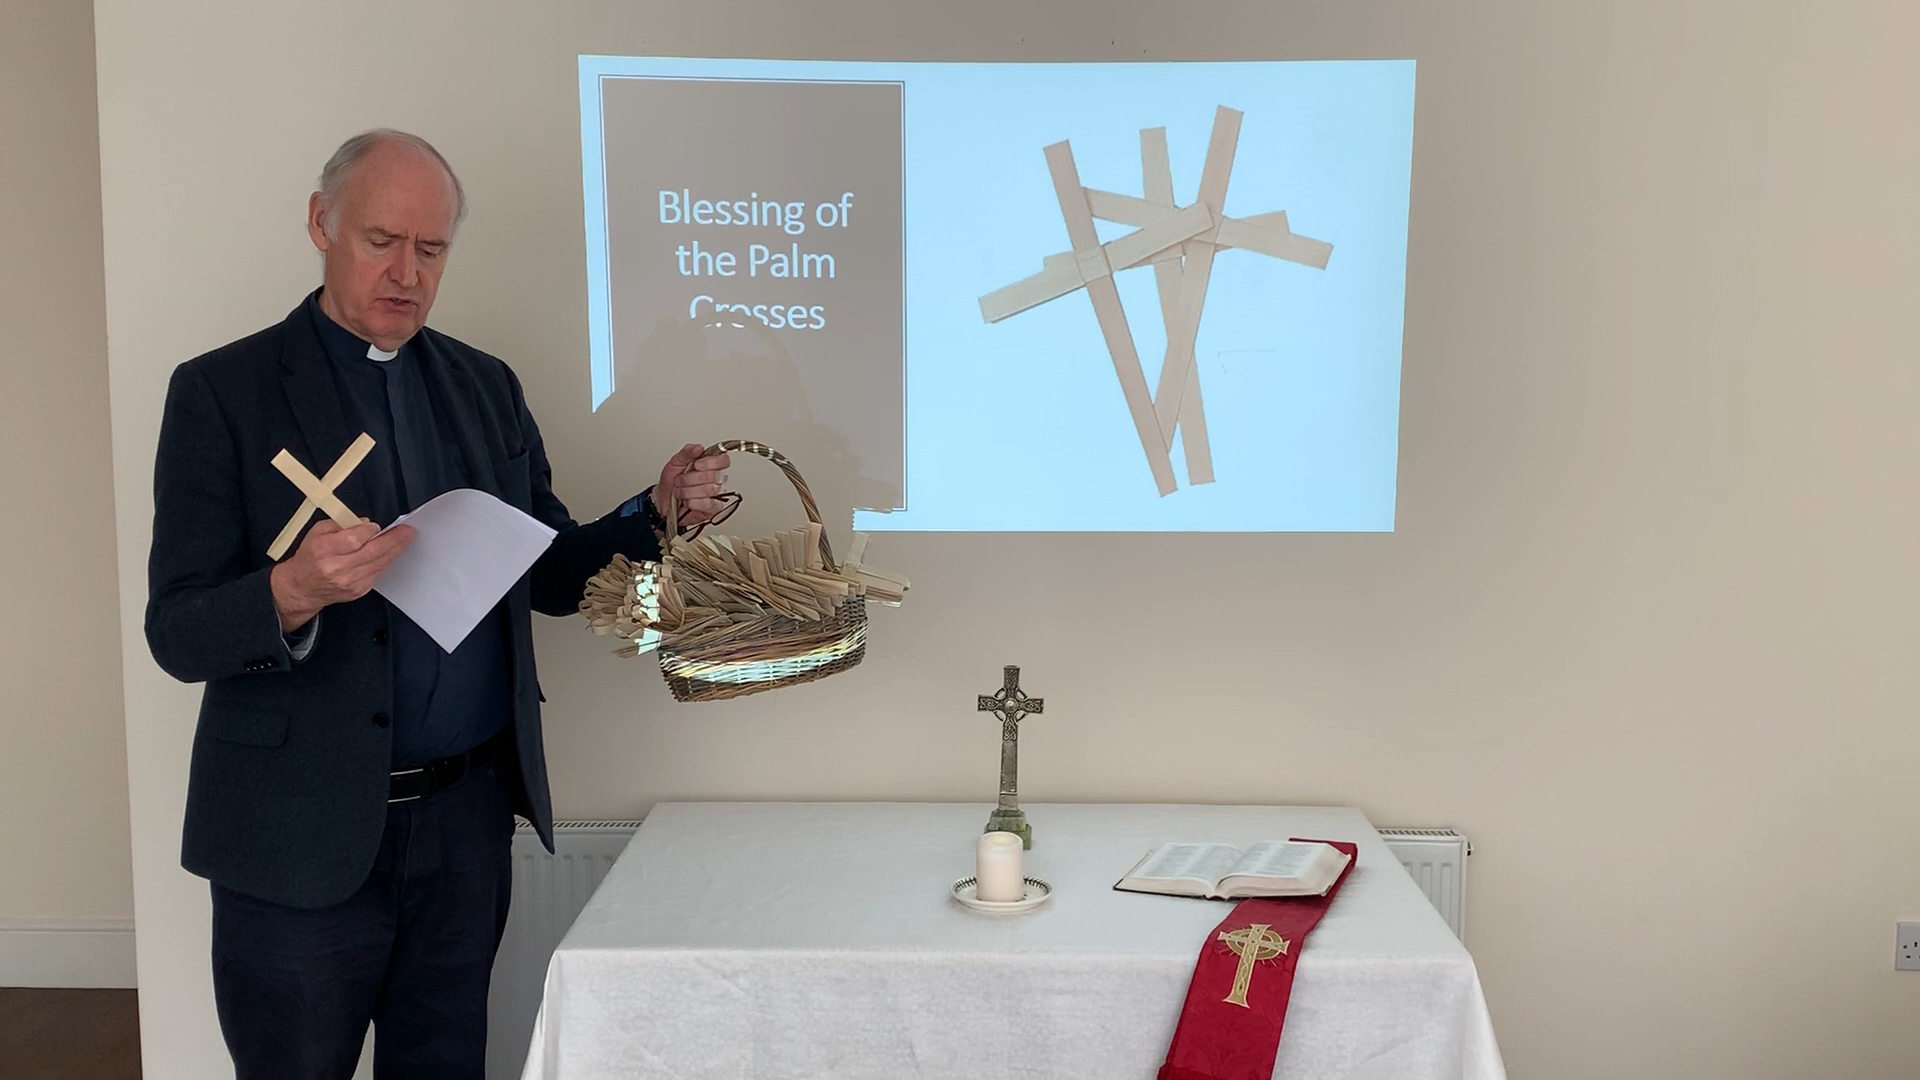 Blessing of
the Palm
Crosses